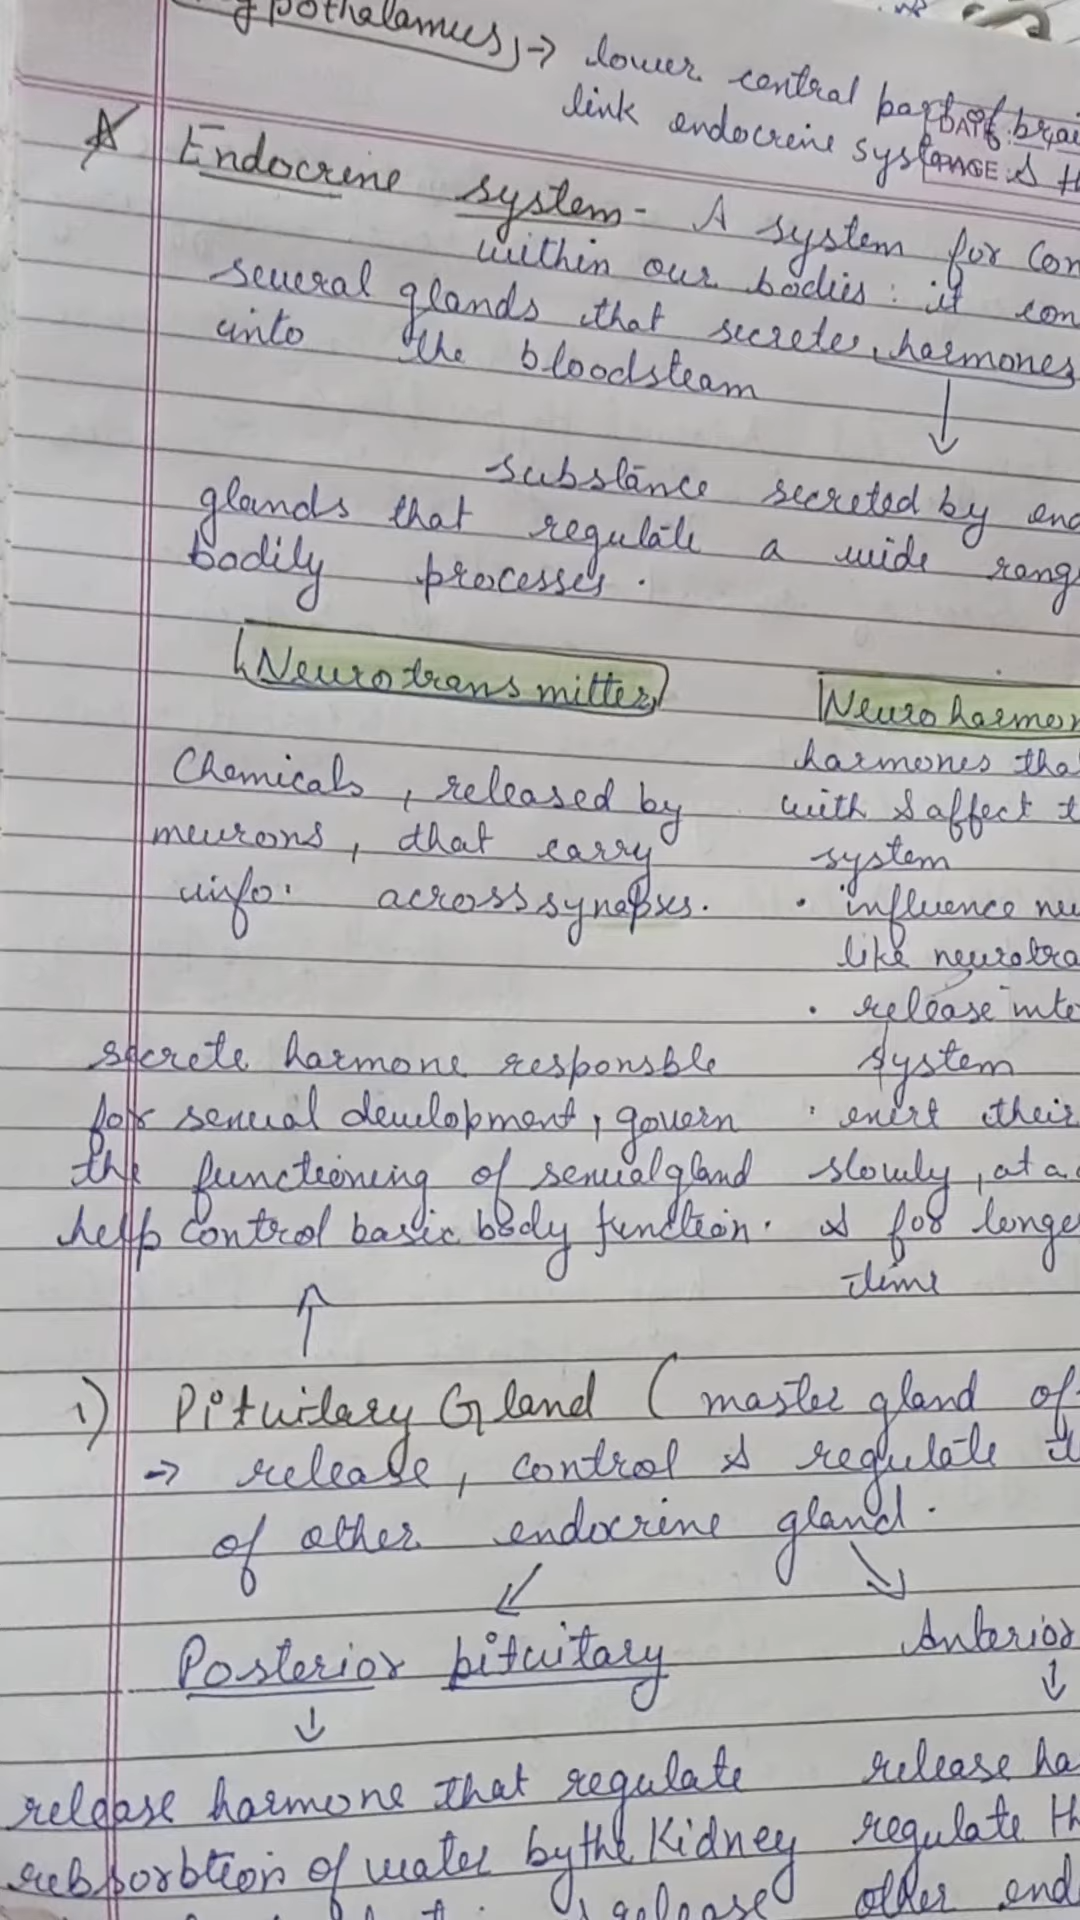 pothalamus, → lower central part of brai
link endocrine syst
DATE
PAGE
Endocrine system - A system for Con
within our bodies : it con
several glands that secrete hormones
into the bloodsteam
substance secreted by end
glands that regulate a wide rang
bodily processes .
Neurotransmitter
Neurohormon
Chemicals, released by
neurons, that carry
info. across synapses.
hormones tha
with & affect t
system
• influence neu
like neurotra
• release into
system
• exert their
slowly, at a
& for longe
time
secrete hormone responsble
for sexual development, govern
the functioning of sexual gland
help control basic body function.
↑
1) Pituitary Gland ( master gland of
→ release, control & regulate t
of other endocrine gland .
Posterior pituitary
Anterior
↓
↓
release hormone that regulate
reabsorbtion of water by the Kidney
& release
release ho
regulate th
other end